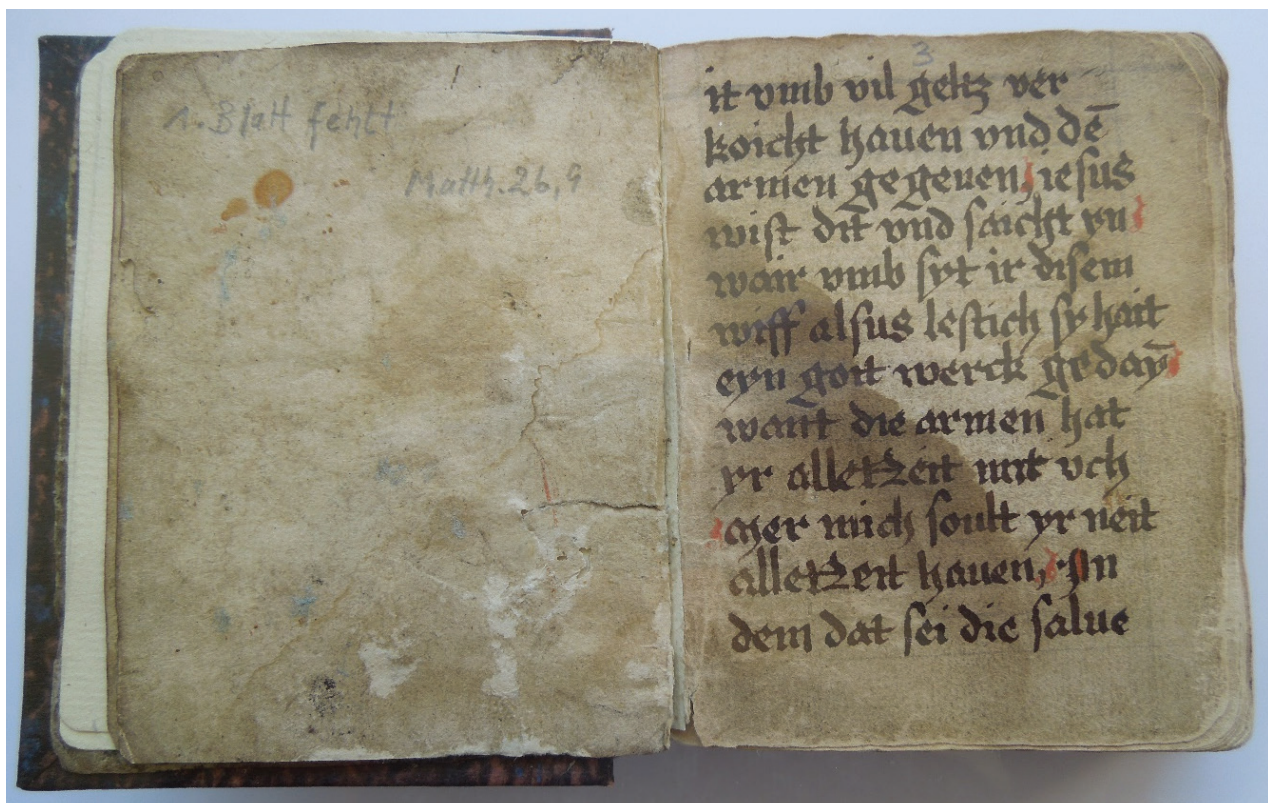 1. Blatt fehlt
Matth. 26,9
3
it vmb vil geltz ver
koicht hauen vnd dē
armen gegeuen, iesus
wist dit vnd saicht yn
wair vmb syt ir disem
wiff alsus lestich sy hait
eyn goit werck gedaȳ
want die armen hat
yr alletzeit mit vch
mer mich soult yr neit
alletzeit hauen, In
dem dat sei die salue